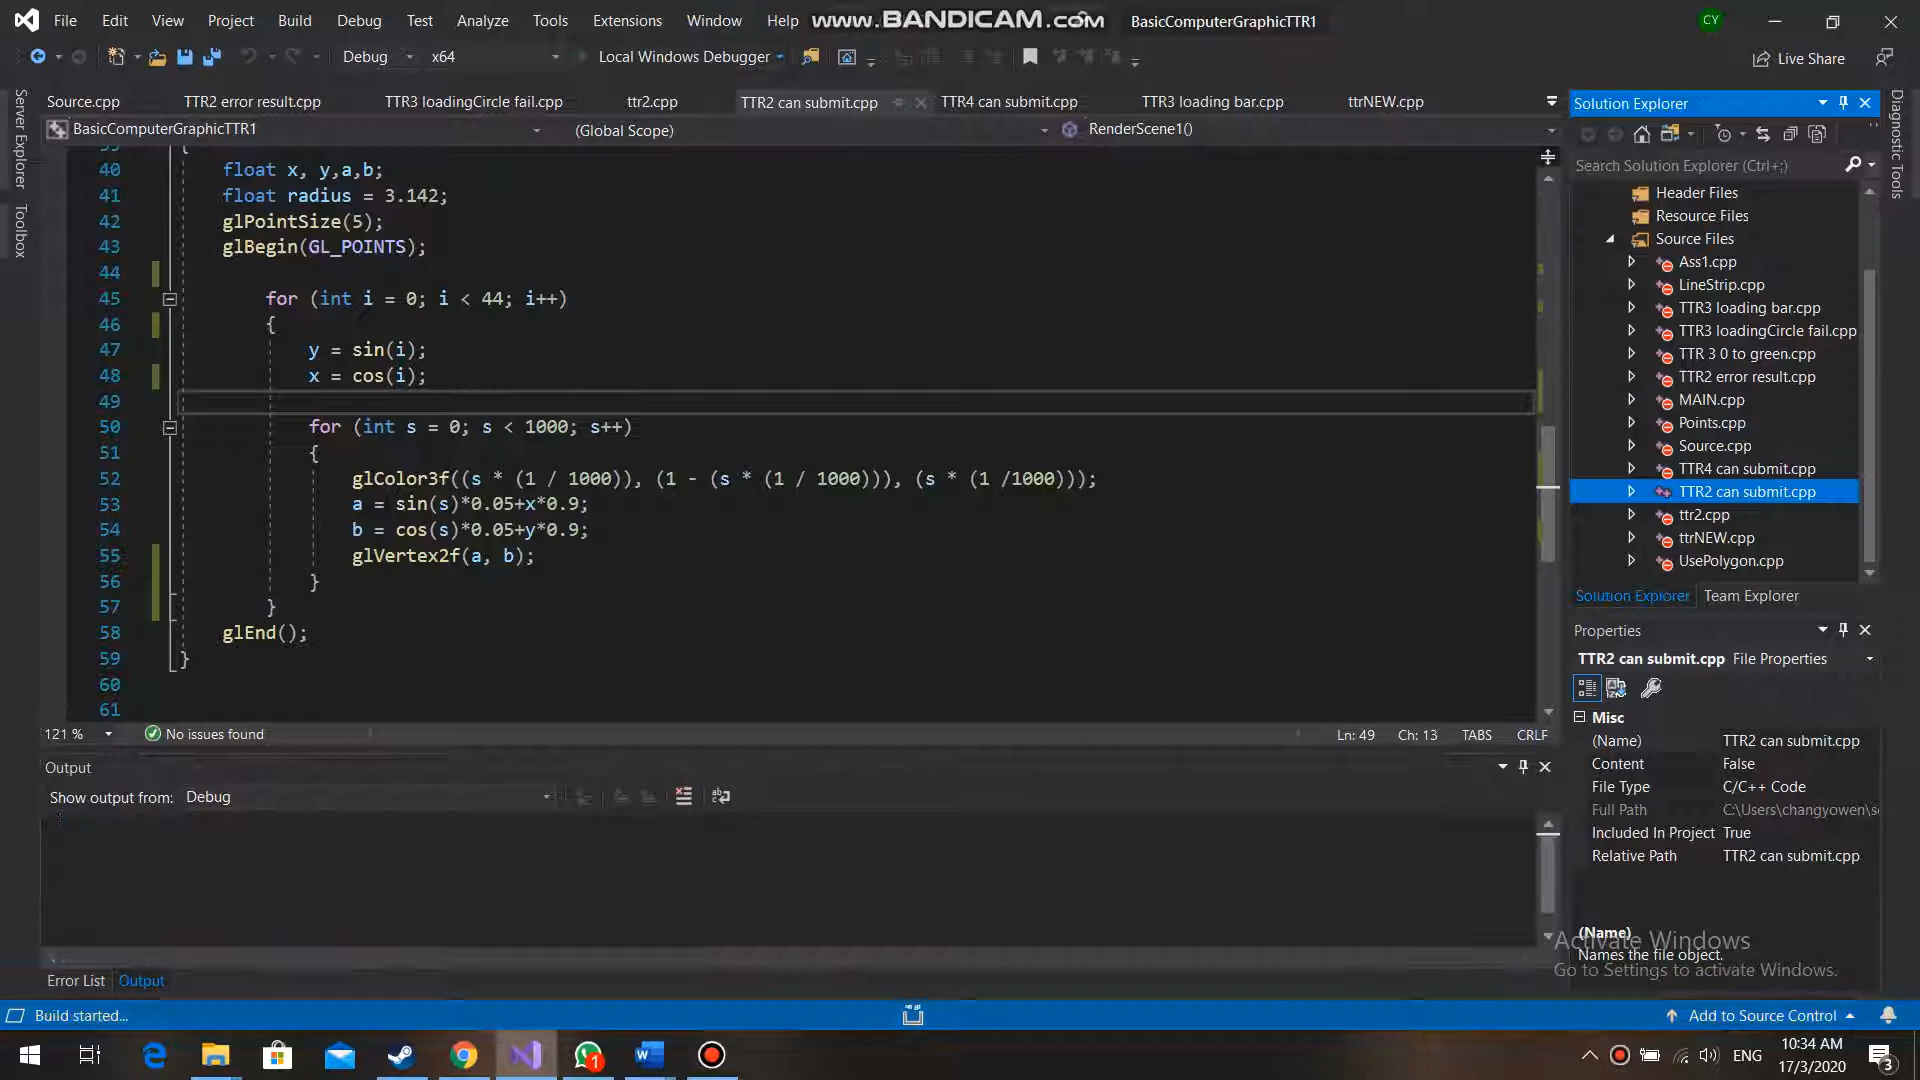 File Edit View Project Build Debug Test Analyze Tools Extensions Window Help www.BANDICAM.com BasicComputerGraphicTTR1 CY
Debug x64 Local Windows Debugger Live Share
Source.cpp TTR2 error result.cpp TTR3 loadingCircle fail.cpp ttr2.cpp TTR2 can submit.cpp TTR4 can submit.cpp TTR3 loading bar.cpp ttrNEW.cpp
BasicComputerGraphicTTR1 (Global Scope) RenderScene1()
Server Explorer
Toolbox
39 {
40 float x, y,a,b;
41 float radius = 3.142;
42 glPointSize(5);
43 glBegin(GL_POINTS);
44
45 for (int i = 0; i < 44; i++)
46 {
47 y = sin(i);
48 x = cos(i);
49
50 for (int s = 0; s < 1000; s++)
51 {
52 glColor3f((s * (1 / 1000)), (1 - (s * (1 / 1000))), (s * (1 /1000)));
53 a = sin(s)*0.05+x*0.9;
54 b = cos(s)*0.05+y*0.9;
55 glVertex2f(a, b);
56 }
57 }
58 glEnd();
59 }
60
61
121 % No issues found Ln: 49 Ch: 13 TABS CRLF
Output
Show output from: Debug
Error List Output
Solution Explorer
Search Solution Explorer (Ctrl+;)
Header Files
Resource Files
Source Files
Ass1.cpp
LineStrip.cpp
TTR3 loading bar.cpp
TTR3 loadingCircle fail.cpp
TTR 3 0 to green.cpp
TTR2 error result.cpp
MAIN.cpp
Points.cpp
Source.cpp
TTR4 can submit.cpp
TTR2 can submit.cpp
ttr2.cpp
ttrNEW.cpp
UsePolygon.cpp
Solution Explorer Team Explorer
Properties
TTR2 can submit.cpp File Properties
Misc
(Name) TTR2 can submit.cpp
Content False
File Type C/C++ Code
Full Path C:\Users\changyowen\s
Included In Project True
Relative Path TTR2 can submit.cpp
(Name)
Names the file object.
Activate Windows
Go to Settings to activate Windows.
Diagnostic Tools
Build started... Add to Source Control
1 ENG 10:34 AM
17/3/2020 3